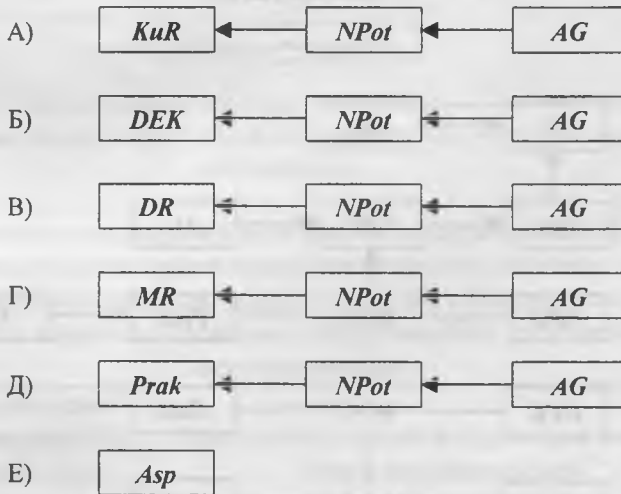 А) KuR NPot AG
Б) DEK NPot AG
В) DR NPot AG
Г) MR NPot AG
Д) Prak NPot AG
Е) Asp